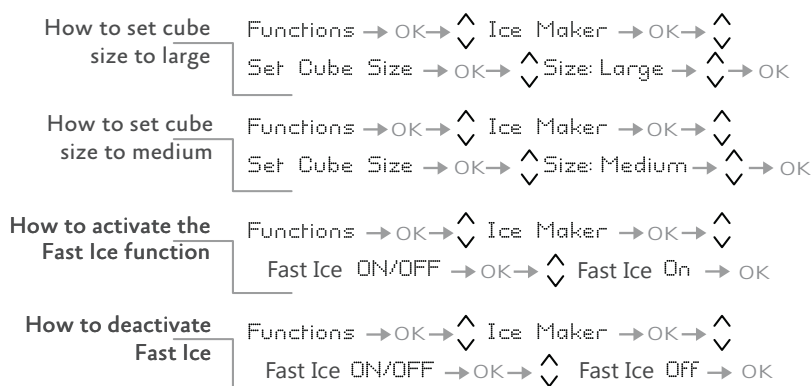 How to set cube
size to large
Functions → OK → Ice Maker → OK →
Set Cube Size → OK → Size: Large → → OK
How to set cube
size to medium
Functions → OK → Ice Maker → OK →
Set Cube Size → OK → Size: Medium → → OK
How to activate the
Fast Ice function
Functions → OK → Ice Maker → OK →
Fast Ice ON/OFF → OK → Fast Ice On → OK
How to deactivate
Fast Ice
Functions → OK → Ice Maker → OK →
Fast Ice ON/OFF → OK → Fast Ice Off → OK